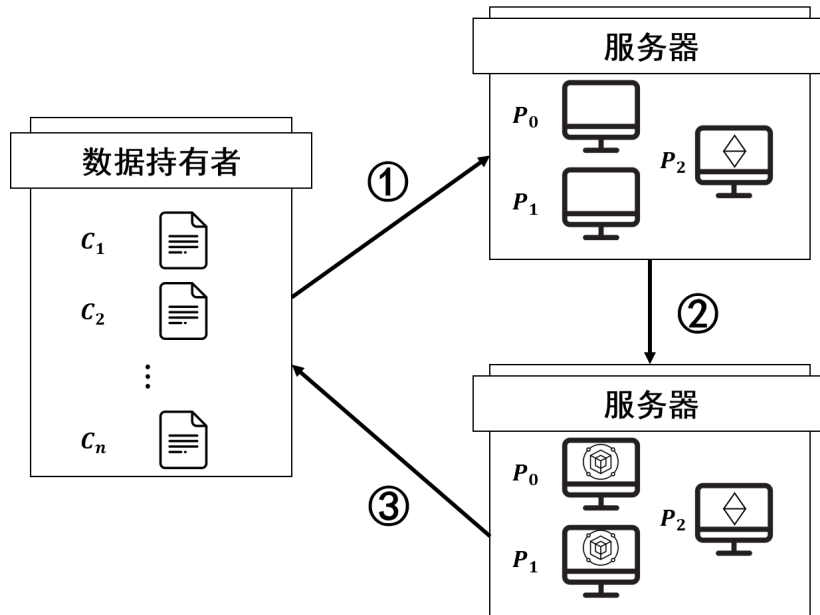 数据持有者
C₁
C₂
⋮
Cₙ
①
服务器
P₀
P₁
P₂
②
服务器
P₀
P₁
P₂
③